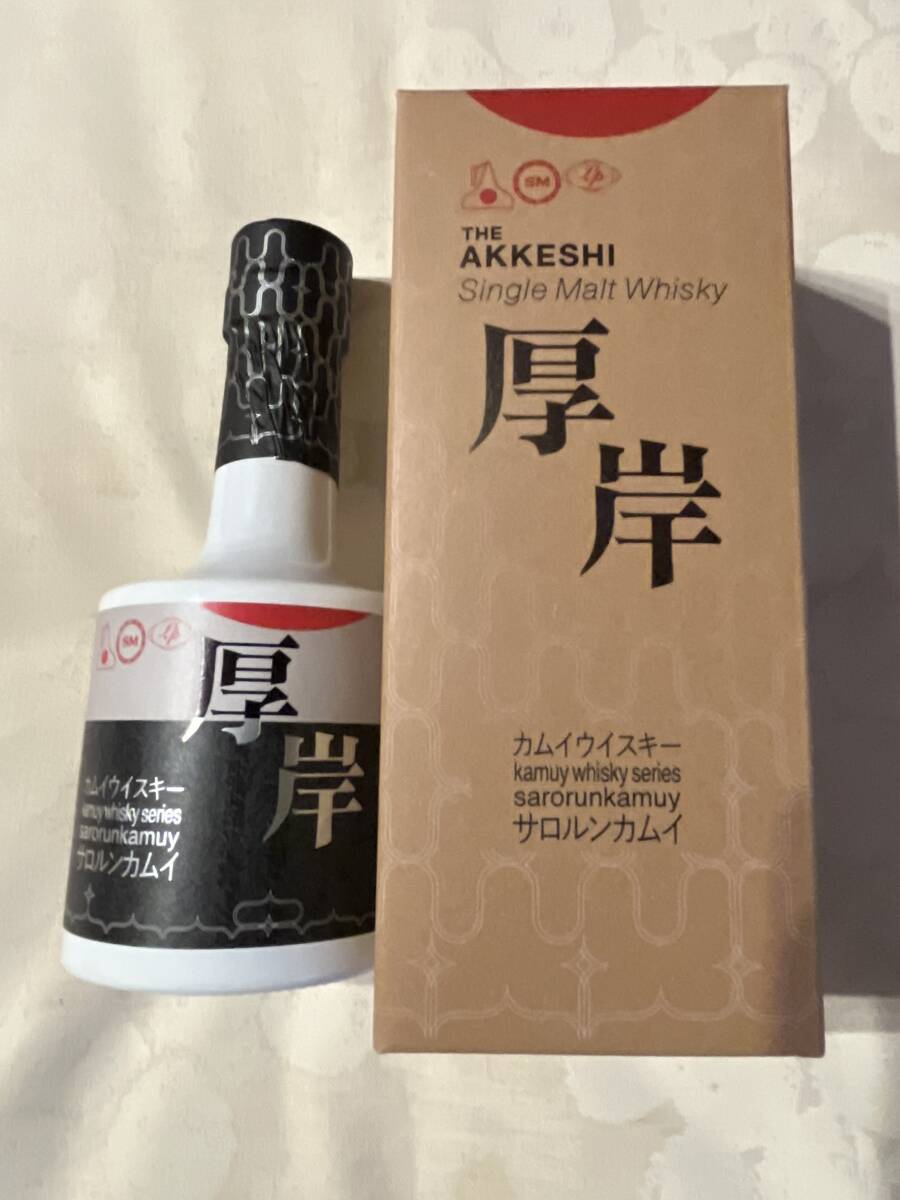 SM
THE
AKKESHI
Single Malt Whisky
厚
岸
カムイウイスキー
kamuy whisky series
sarorunkamuy
サロルンカムイ
SM
厚
岸
カムイウイスキー
kamuy whisky series
sarorunkamuy
サロルンカムイ